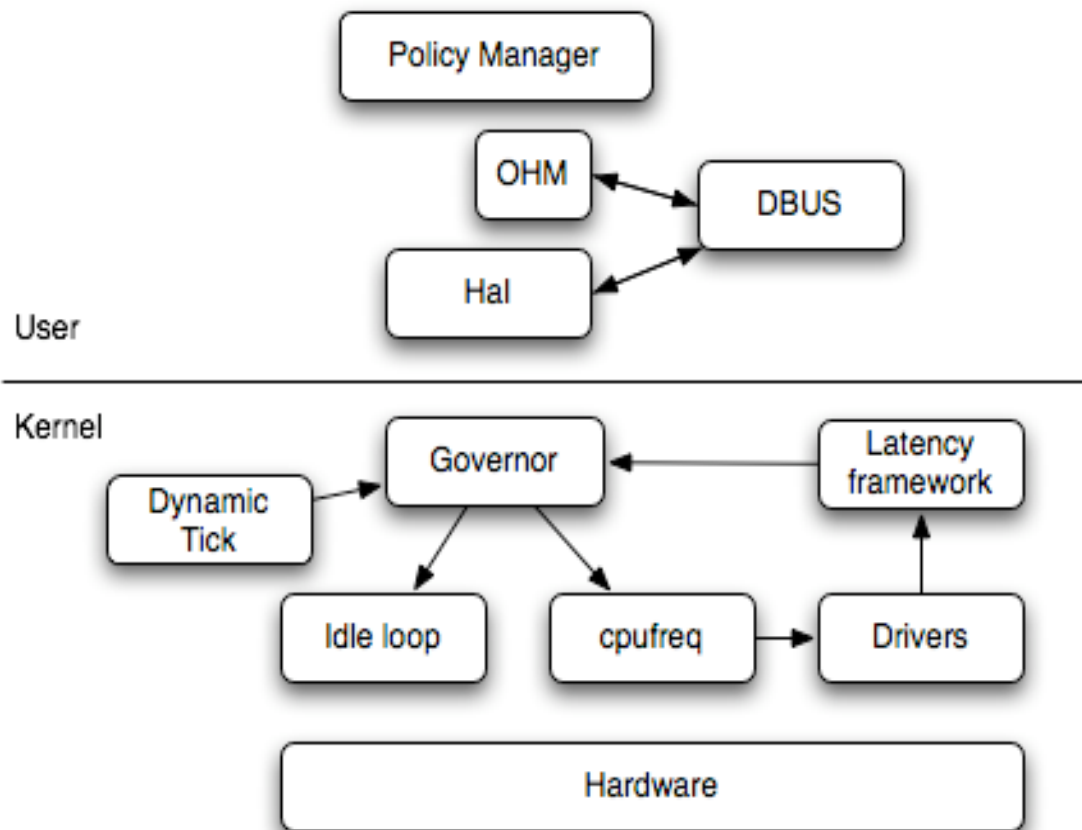 Policy Manager
OHM
DBUS
Hal
User
Kernel
Governor
Latency
framework
Dynamic
Tick
Idle loop
cpufreq
Drivers
Hardware